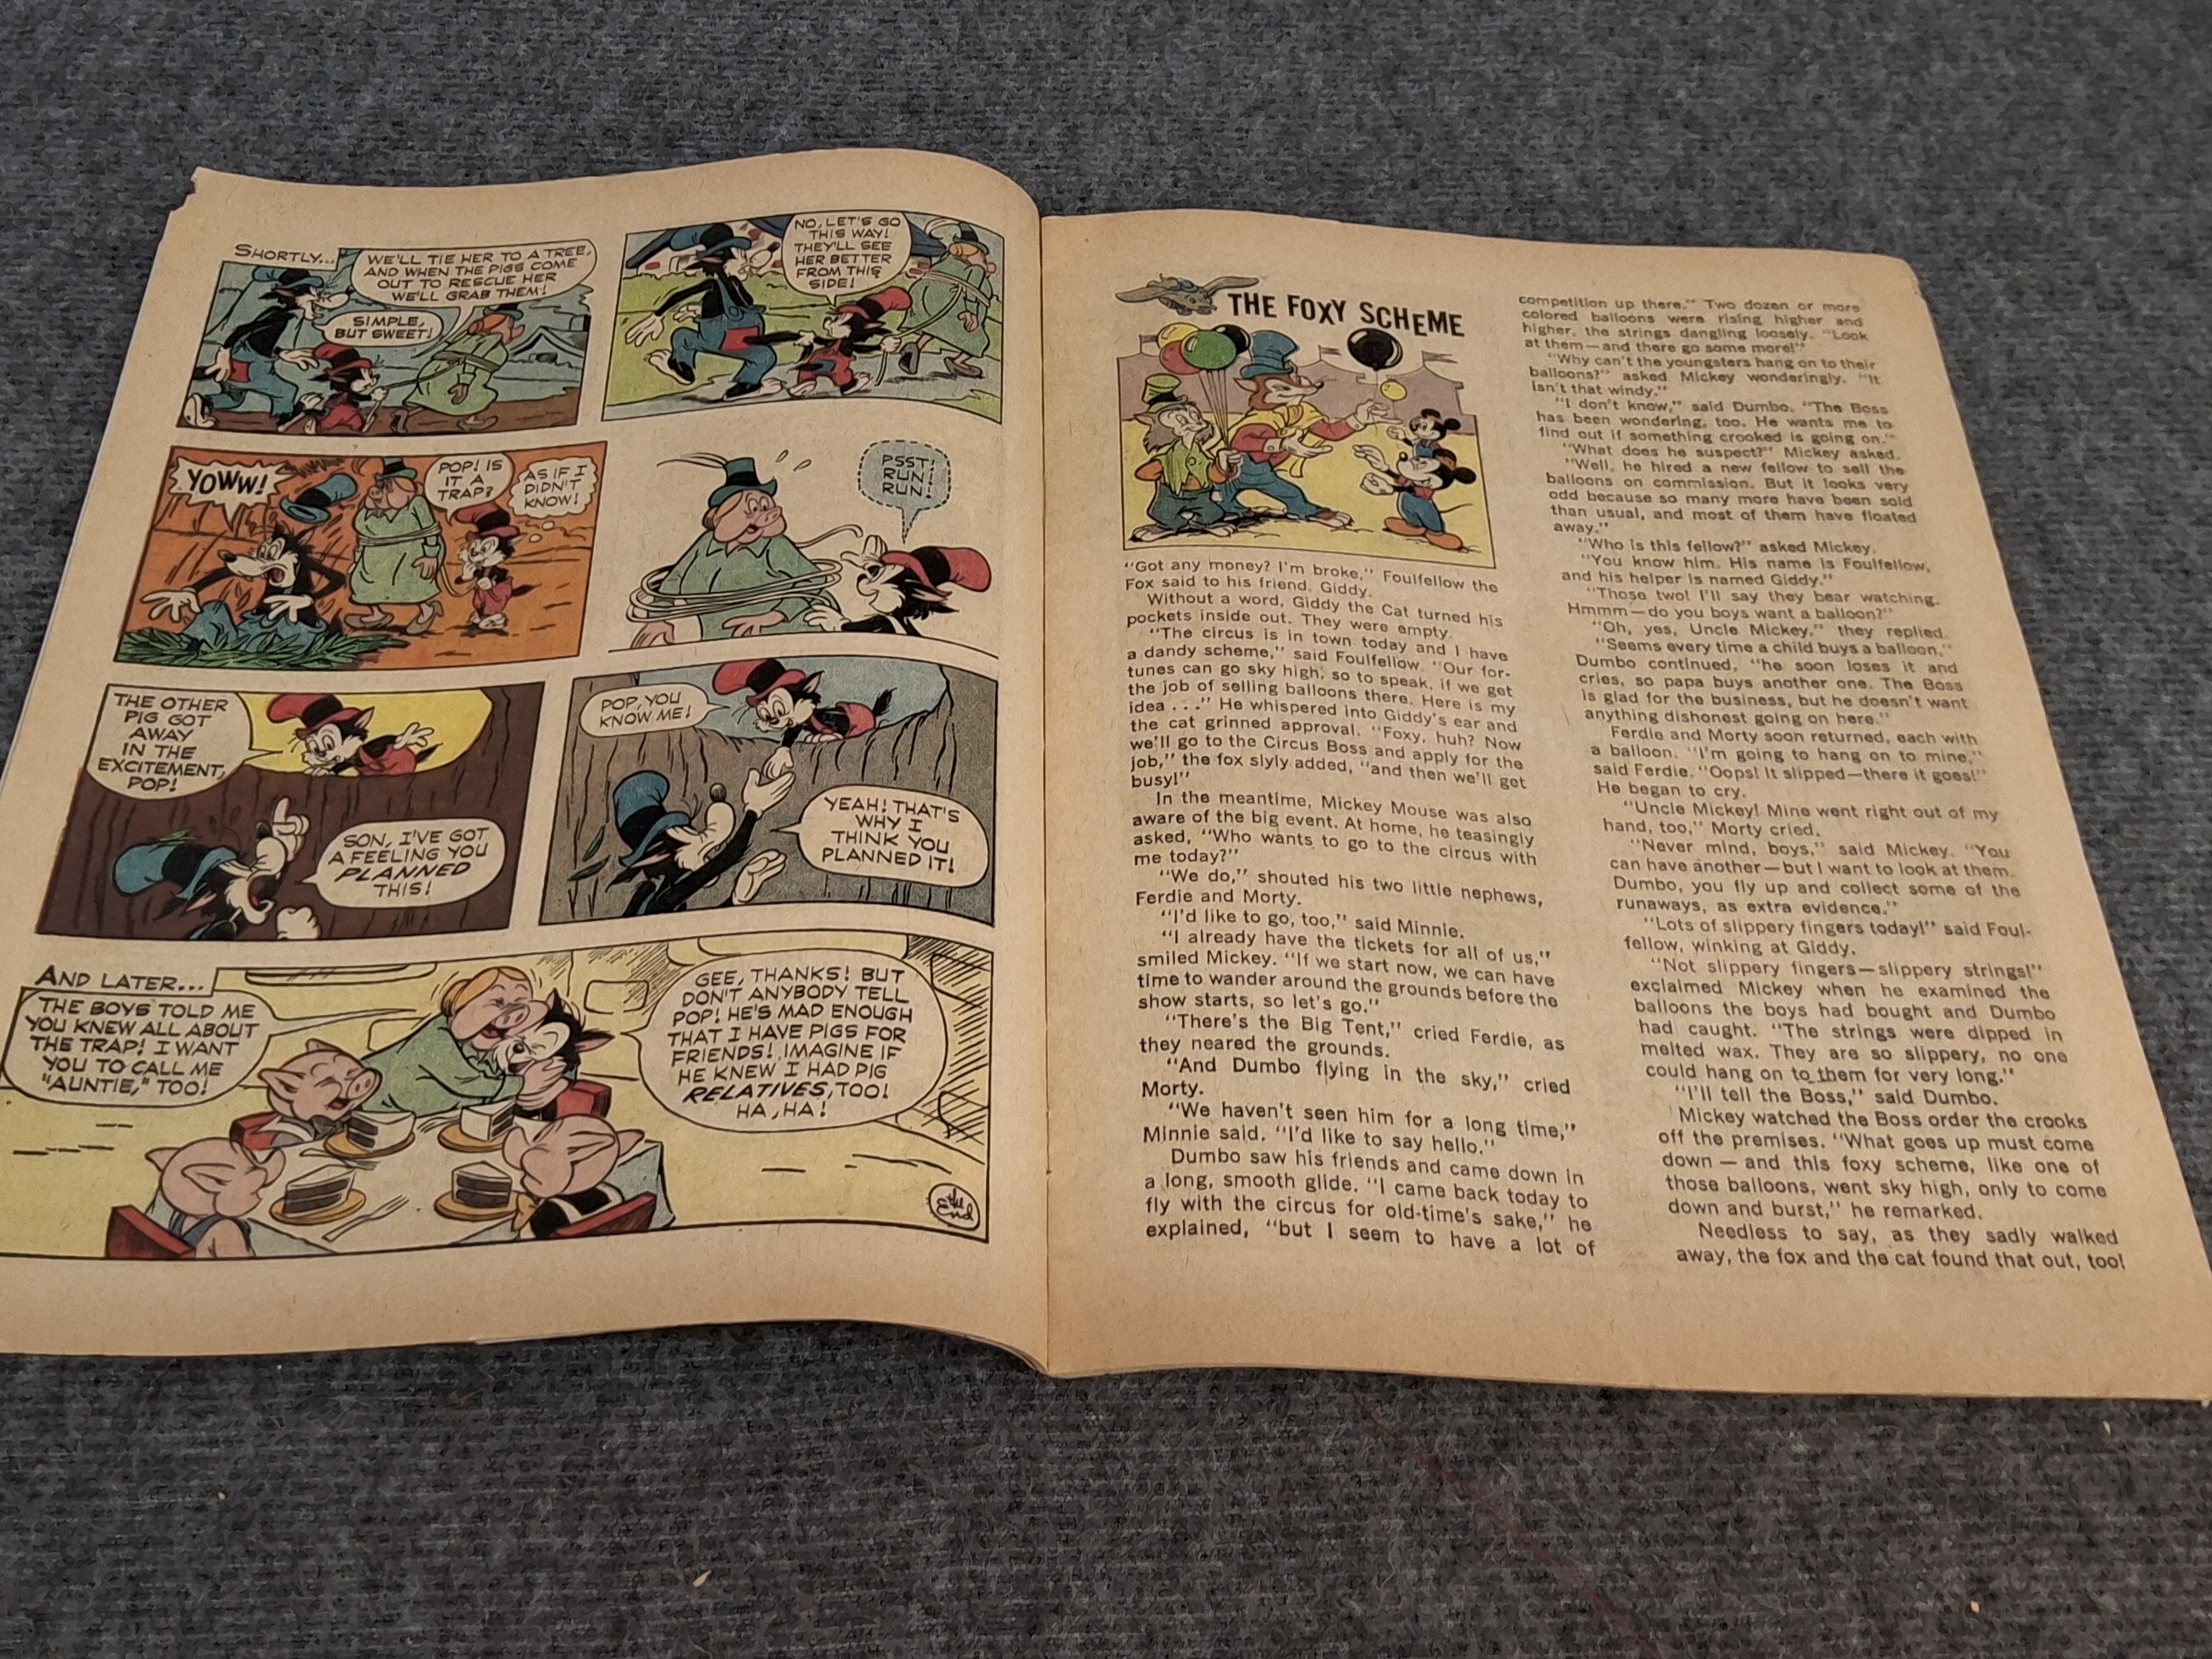 SHORTLY...
WE'LL TIE HER TO A TREE,
AND WHEN THE PIGS COME
OUT TO RESCUE HER
WE'LL GRAB THEM!
SIMPLE,
BUT SWEET!
NO, LET'S GO
THIS WAY!
THEY'LL SEE
HER BETTER
FROM THIS
SIDE!
YOWW!
POP! IS
IT A
TRAP?
AS IF I
DIDN'T
KNOW!
PSST!
RUN!
RUN!
THE OTHER
PIG GOT
AWAY
IN THE
EXCITEMENT,
POP!
SON, I'VE GOT
A FEELING YOU
PLANNED
THIS!
POP, YOU
KNOW ME!
YEAH! THAT'S
WHY I
THINK YOU
PLANNED IT!
AND LATER...
THE BOYS TOLD ME
YOU KNEW ALL ABOUT
THE TRAP! I WANT
YOU TO CALL ME
"AUNTIE," TOO!
GEE, THANKS! BUT
DON'T ANYBODY TELL
POP! HE'S MAD ENOUGH
THAT I HAVE PIGS FOR
FRIENDS! IMAGINE IF
HE KNEW I HAD PIG
RELATIVES, TOO!
HA, HA!
The
End
THE FOXY SCHEME
"Got any money? I'm broke," Foulfellow the
Fox said to his friend, Giddy.
Without a word, Giddy the Cat turned his
pockets inside out. They were empty.
"The circus is in town today and I have
a dandy scheme," said Foulfellow. "Our for-
tunes can go sky high, so to speak, if we get
the job of selling balloons there. Here is my
idea . . ." He whispered into Giddy's ear and
the cat grinned approval. "Foxy, huh? Now
we'll go to the Circus Boss and apply for the
job," the fox slyly added, "and then we'll get
busy!"
In the meantime, Mickey Mouse was also
aware of the big event. At home, he teasingly
asked, "Who wants to go to the circus with
me today?"
"We do," shouted his two little nephews,
Ferdie and Morty.
"I'd like to go, too," said Minnie.
"I already have the tickets for all of us,"
smiled Mickey. "If we start now, we can have
time to wander around the grounds before the
show starts, so let's go."
"There's the Big Tent," cried Ferdie, as
they neared the grounds.
"And Dumbo flying in the sky," cried
Morty.
"We haven't seen him for a long time,"
Minnie said. "I'd like to say hello."
Dumbo saw his friends and came down in
a long, smooth glide. "I came back today to
fly with the circus for old-time's sake," he
explained, "but I seem to have a lot of
competition up there." Two dozen or more
colored balloons were rising higher and
higher, the strings dangling loosely. "Look
at them—and there go some more!"
"Why can't the youngsters hang on to their
balloons?" asked Mickey wonderingly. "It
isn't that windy."
"I don't know," said Dumbo. "The Boss
has been wondering, too. He wants me to
find out if something crooked is going on."
"What does he suspect?" Mickey asked.
"Well, he hired a new fellow to sell the
balloons on commission. But it looks very
odd because so many more have been sold
than usual, and most of them have floated
away."
"Who is this fellow?" asked Mickey.
"You know him. His name is Foulfellow,
and his helper is named Giddy."
"Those two! I'll say they bear watching.
Hmmm—do you boys want a balloon?"
"Oh, yes, Uncle Mickey," they replied.
"Seems every time a child buys a balloon,"
Dumbo continued, "he soon loses it and
cries, so papa buys another one. The Boss
is glad for the business, but he doesn't want
anything dishonest going on here."
Ferdie and Morty soon returned, each with
a balloon. "I'm going to hang on to mine,"
said Ferdie. "Oops! It slipped—there it goes!"
He began to cry.
"Uncle Mickey! Mine went right out of my
hand, too," Morty cried.
"Never mind, boys," said Mickey. "You
can have another—but I want to look at them.
Dumbo, you fly up and collect some of the
runaways, as extra evidence."
"Lots of slippery fingers today!" said Foul-
fellow, winking at Giddy.
"Not slippery fingers—slippery strings!"
exclaimed Mickey when he examined the
balloons the boys had bought and Dumbo
had caught. "The strings were dipped in
melted wax. They are so slippery, no one
could hang on to them for very long."
"I'll tell the Boss," said Dumbo.
Mickey watched the Boss order the crooks
off the premises. "What goes up must come
down — and this foxy scheme, like one of
those balloons, went sky high, only to come
down and burst," he remarked.
Needless to say, as they sadly walked
away, the fox and the cat found that out, too!